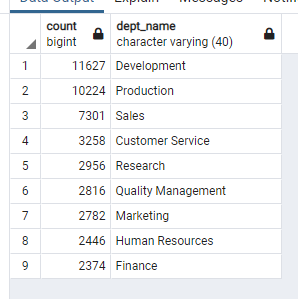 Data Output Explain Messages
count dept_name
bigint character varying (40)
1 11627 Development
2 10224 Production
3 7301 Sales
4 3258 Customer Service
5 2956 Research
6 2816 Quality Management
7 2782 Marketing
8 2446 Human Resources
9 2374 Finance